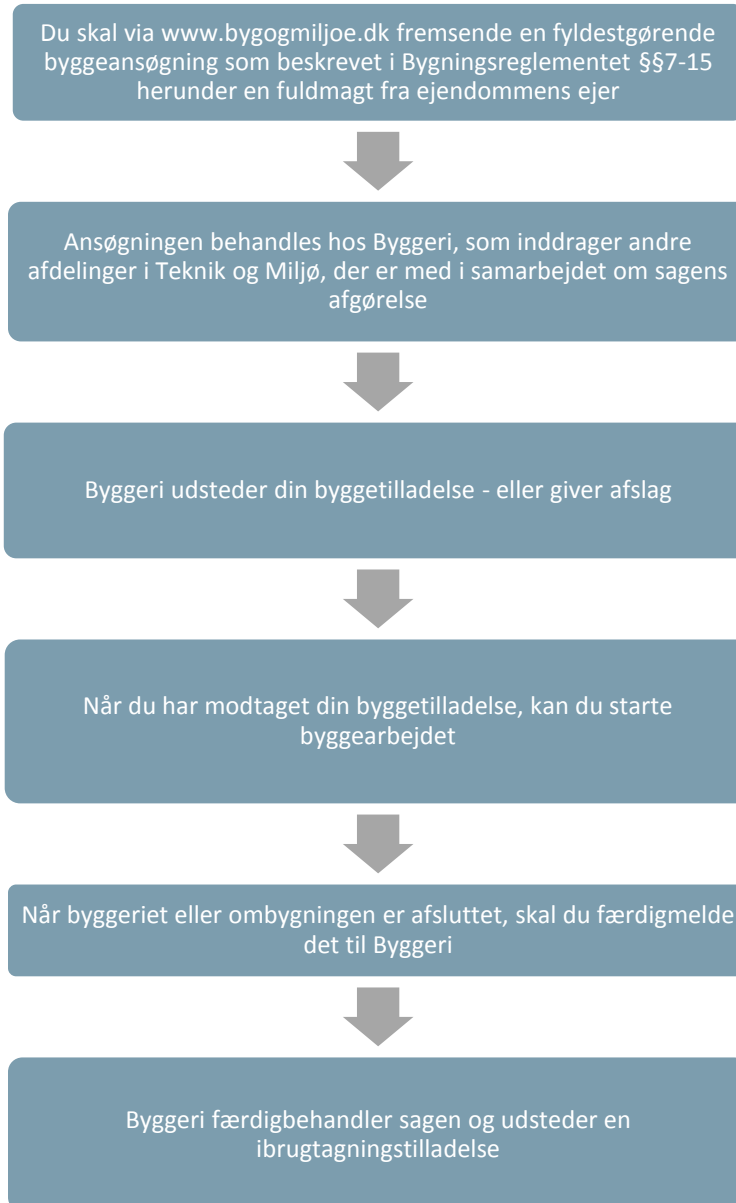 Du skal via www.bygogmiljoe.dk fremsende en fyldestgørende
byggeansøgning som beskrevet i Bygningsreglementet §§7-15
herunder en fuldmagt fra ejendommens ejer
Ansøgningen behandles hos Byggeri, som inddrager andre
afdelinger i Teknik og Miljø, der er med i samarbejdet om sagens
afgørelse
Byggeri udsteder din byggetilladelse - eller giver afslag
Når du har modtaget din byggetilladelse, kan du starte
byggearbejdet
Når byggeriet eller ombygningen er afsluttet, skal du færdigmelde
det til Byggeri
Byggeri færdigbehandler sagen og udsteder en
ibrugtagningstilladelse